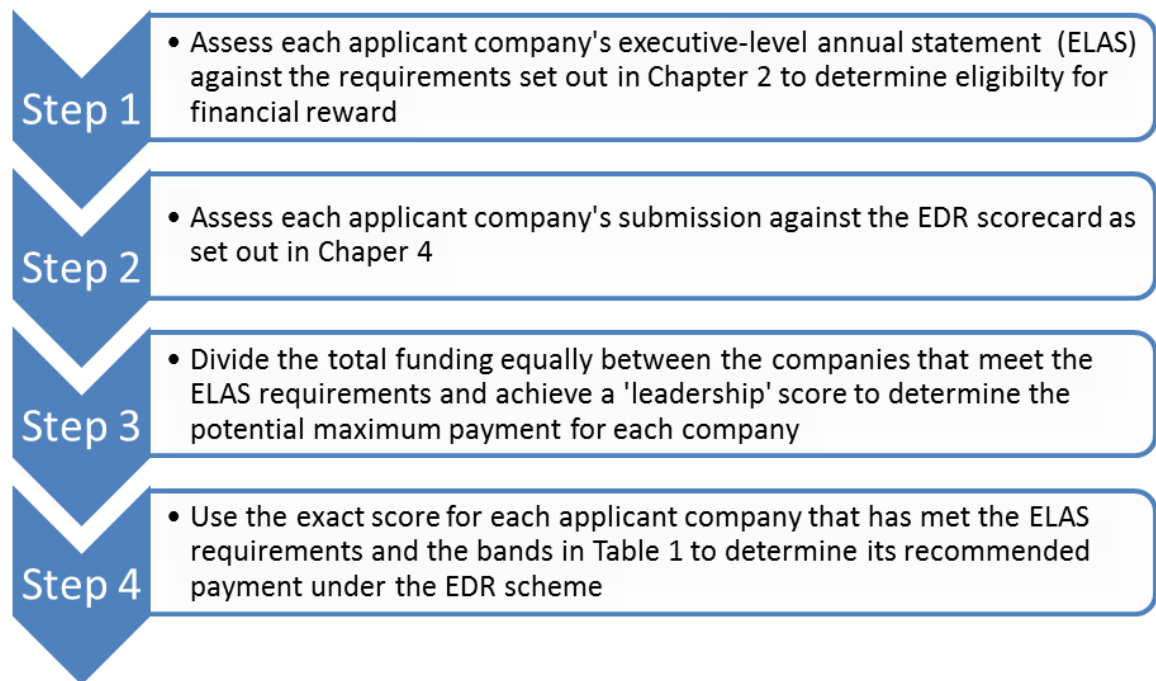 Step 1
• Assess each applicant company's executive-level annual statement (ELAS)
against the requirements set out in Chapter 2 to determine eligibilty for
financial reward
Step 2
• Assess each applicant company's submission against the EDR scorecard as
set out in Chaper 4
Step 3
• Divide the total funding equally between the companies that meet the
ELAS requirements and achieve a 'leadership' score to determine the
potential maximum payment for each company
Step 4
• Use the exact score for each applicant company that has met the ELAS
requirements and the bands in Table 1 to determine its recommended
payment under the EDR scheme